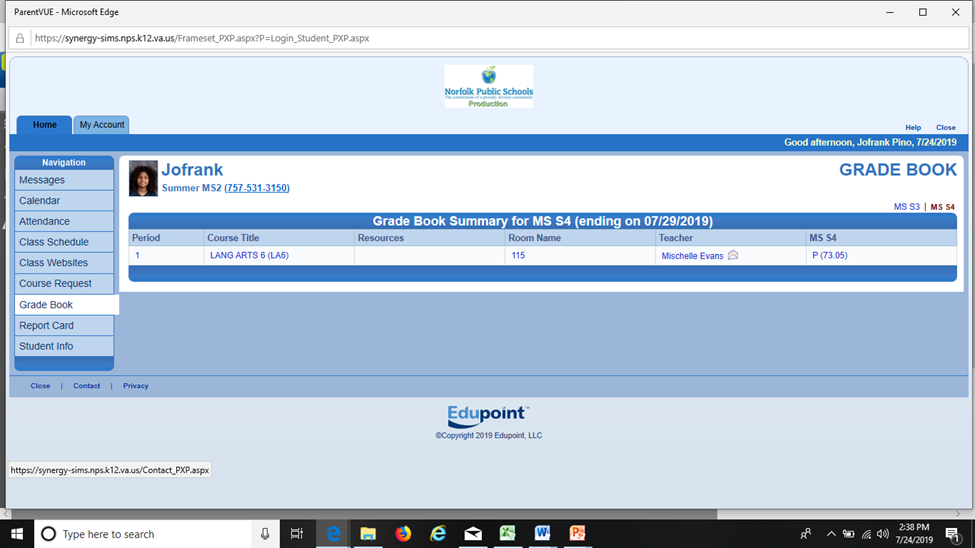 ParentVUE - Microsoft Edge
https://synergy-sims.nps.k12.va.us/Frameset_PXP.aspx?P=Login_Student_PXP.aspx
Norfolk Public Schools
Production
Home My Account
Help Close
Good afternoon, Jofrank Pino, 7/24/2019
Navigation
Messages
Calendar
Attendance
Class Schedule
Class Websites
Course Request
Grade Book
Report Card
Student Info
Jofrank
Summer MS2 (757-531-3150)
GRADE BOOK
MS S3 | MS S4
Grade Book Summary for MS S4 (ending on 07/29/2019)
Period Course Title Resources Room Name Teacher MS S4
1 LANG ARTS 6 (LA6) 115 Mischelle Evans P (73.05)
Close | Contact | Privacy
Edupoint™
©Copyright 2019 Edupoint, LLC
https://synergy-sims.nps.k12.va.us/Contact_PXP.aspx
Type here to search
2:38 PM
7/24/2019
1